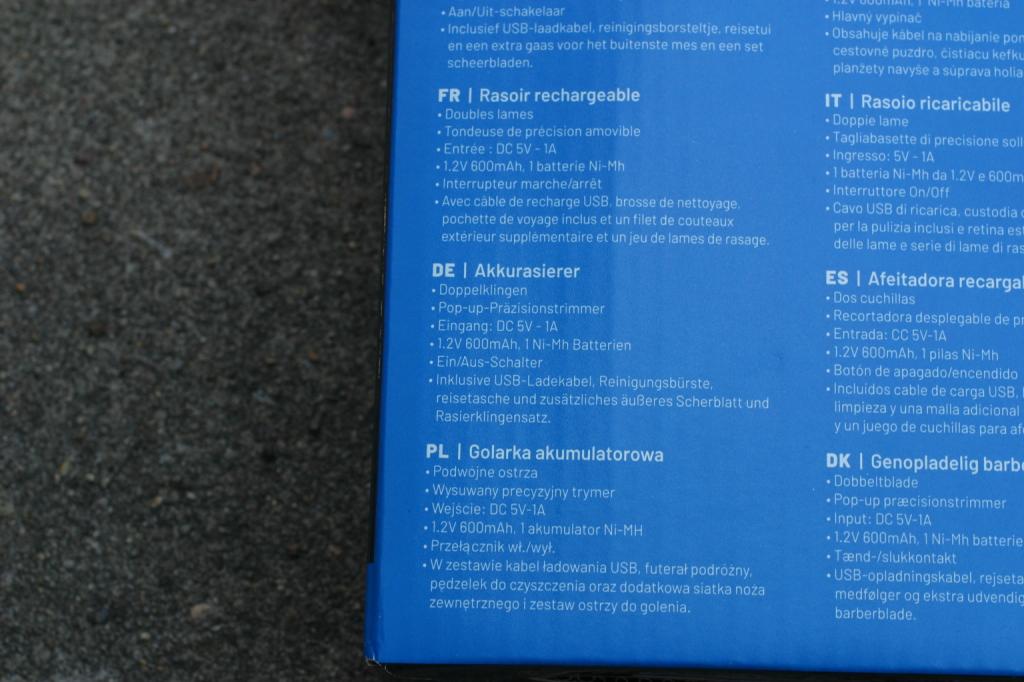 • Aan/Uit-schakelaar
• Inclusief USB-laadkabel, reinigingsborsteltje, reisetui
en een extra gaas voor het buitenste mes en een set
scheerbladen.
FR | Rasoir rechargeable
• Doubles lames
• Tondeuse de précision amovible
• Entrée : DC 5V - 1A
• 1.2V 600mAh, 1 batterie Ni-Mh
• Interrupteur marche/arrêt
• Avec câble de recharge USB, brosse de nettoyage,
pochette de voyage inclus et un filet de couteaux
extérieur supplémentaire et un jeu de lames de rasage.
DE | Akkurasierer
• Doppelklingen
• Pop-up-Präzisionstrimmer
• Eingang: DC 5V - 1A
• 1.2V 600mAh, 1 Ni-Mh Batterien
• Ein/Aus-Schalter
• Inklusive USB-Ladekabel, Reinigungsbürste,
reisetasche und zusätzliches äußeres Scherblatt und
Rasierklingensatz.
PL | Golarka akumulatorowa
• Podwójne ostrza
• Wysuwany precyzyjny trymer
• Wejście: DC 5V-1A
• 1.2V 600mAh, 1 akumulator Ni-MH
• Przełącznik wł./wył.
• W zestawie kabel ładowania USB, futerał podróżny,
pędzelek do czyszczenia oraz dodatkowa siatka noża
zewnętrznego i zestaw ostrzy do golenia.
• 1.2V 600mAh, 1 Ni-Mh batéria
• Hlavný vypínač
• Obsahuje kábel na nabíjanie
cestovné puzdro, čistiacu
planžety navyše a súprava
IT | Rasoio ricaricabile
• Doppie lame
• Tagliabasette di precisione
• Ingresso: 5V - 1A
• 1 batteria Ni-Mh da 1.2V e
• Interruttore On/Off
• Cavo USB di ricarica, custodia
per la pulizia inclusi e retina
delle lame e serie di lame di
ES | Afeitadora
• Dos cuchillas
• Recortadora desplegable de
• Entrada: CC 5V-1A
• 1.2V 600mAh, 1 pilas Ni-Mh
• Botón de apagado/encendido
• Incluidos cable de carga USB,
limpieza y una malla adicional
y un juego de cuchillas para
DK | Genopladelig
• Dobbeltblade
• Pop-up præcisionstrimmer
• Input: DC 5V-1A
• 1.2V 600mAh, 1 Ni-Mh
• Tænd-/slukkontakt
• USB-opladningskabel,
medfølger og ekstra
barberblade.